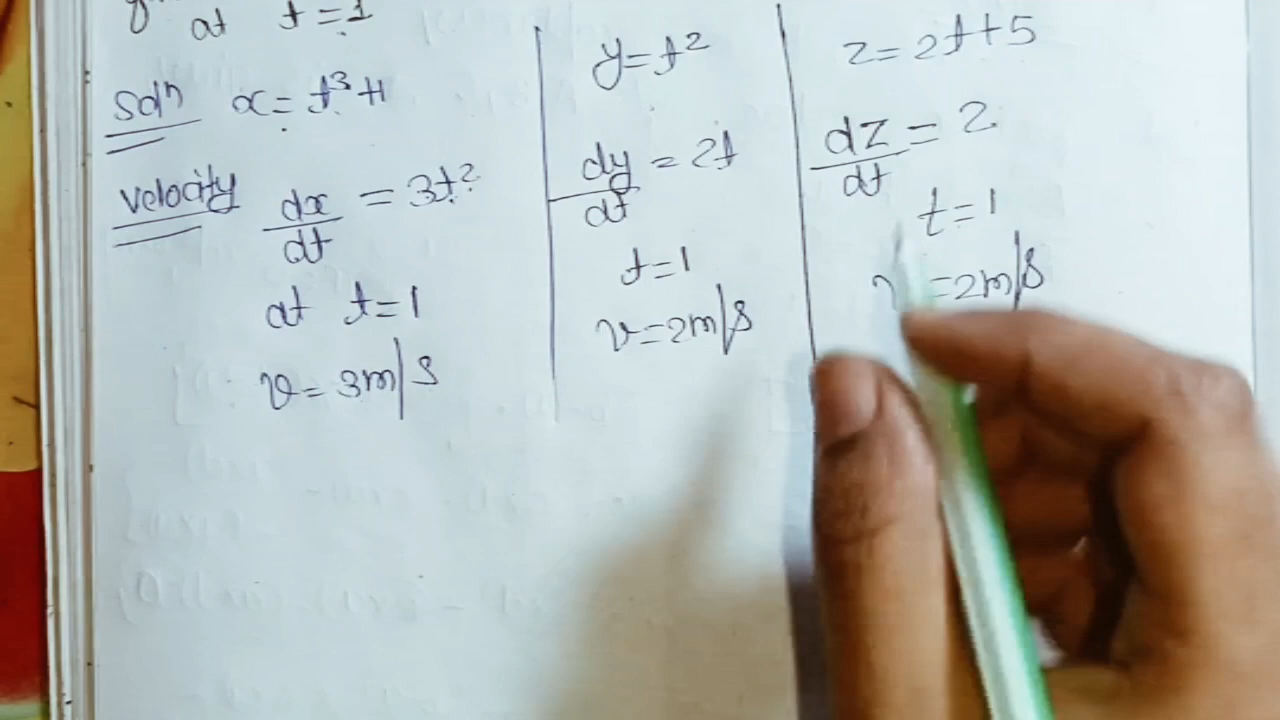 at t=1
Soln x = t³+1
velocity dx/dt = 3t²
at t=1
v = 3m/s
y = t²
dy/dt = 2t
t=1
v = 2m/s
z = 2t+5
dz/dt = 2
t=1
v = 2m/s